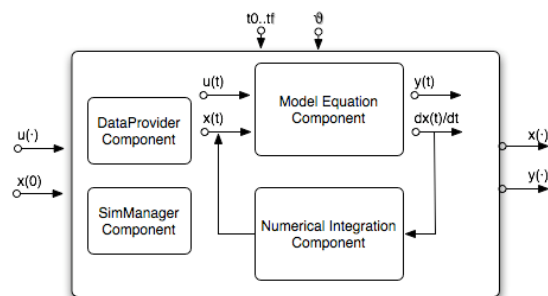 t0..tf
ϑ
u(t)
y(t)
Model Equation
Component
DataProvider
Component
x(t)
dx(t)/dt
u(·)
x(·)
x(0)
y(·)
SimManager
Component
Numerical Integration
Component